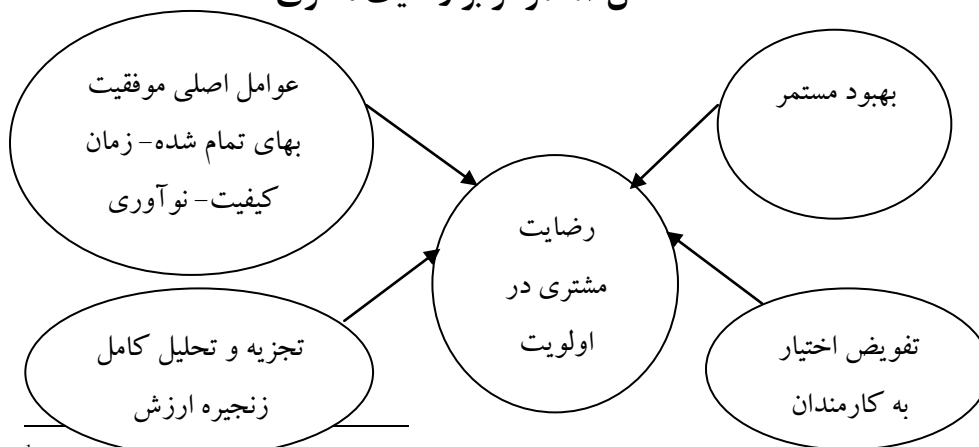 بهبود مستمر
عوامل اصلی موفقیت
بهای تمام شده- زمان
کیفیت- نوآوری
رضایت
مشتری در
اولویت
تفویض اختیار
به کارمندان
تجزیه و تحلیل کامل
زنجیره ارزش